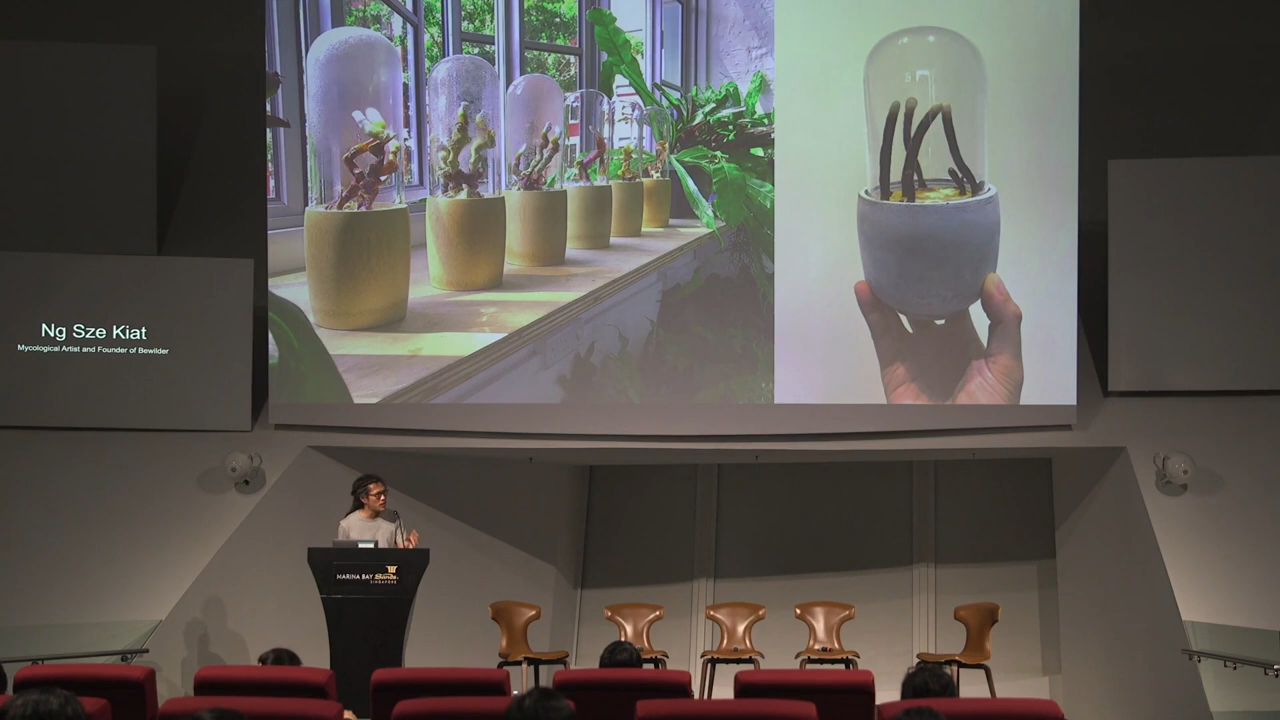 Ng Sze Kiat
Mycological Artist and Founder of Bewilder
MARINA BAY Sands
SINGAPORE